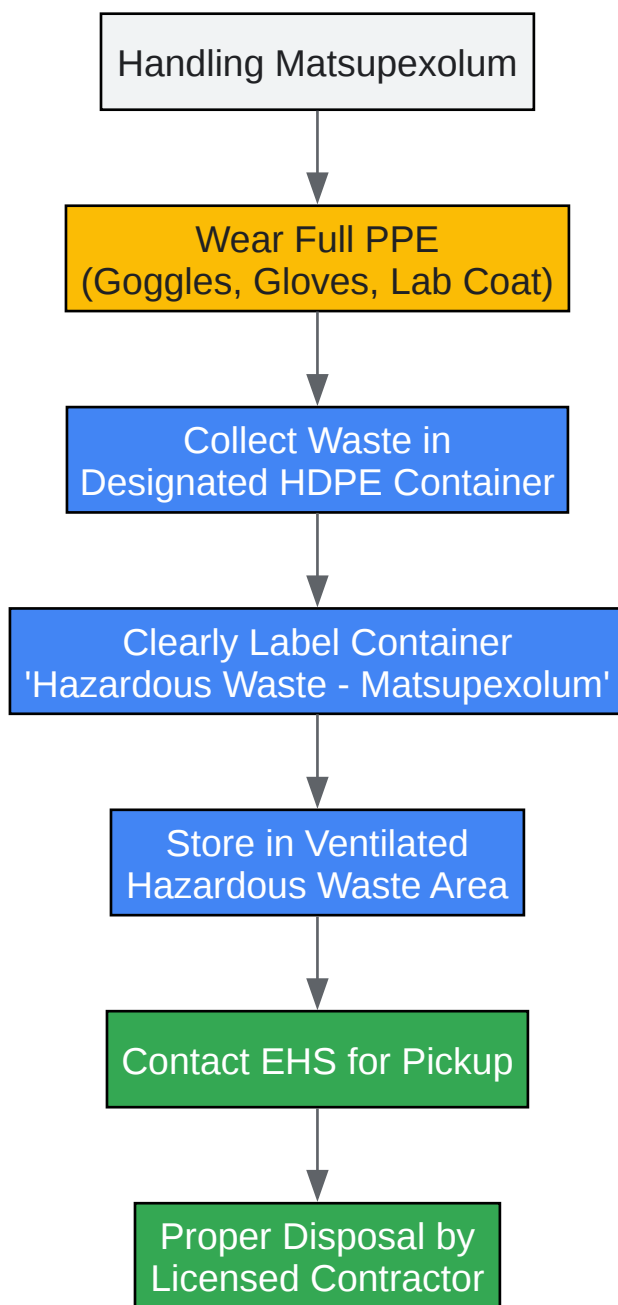 Handling Matsupexolum
Wear Full PPE
(Goggles, Gloves, Lab Coat)
Collect Waste in
Designated HDPE Container
Clearly Label Container
'Hazardous Waste - Matsupexolum'
Store in Ventilated
Hazardous Waste Area
Contact EHS for Pickup
Proper Disposal by
Licensed Contractor